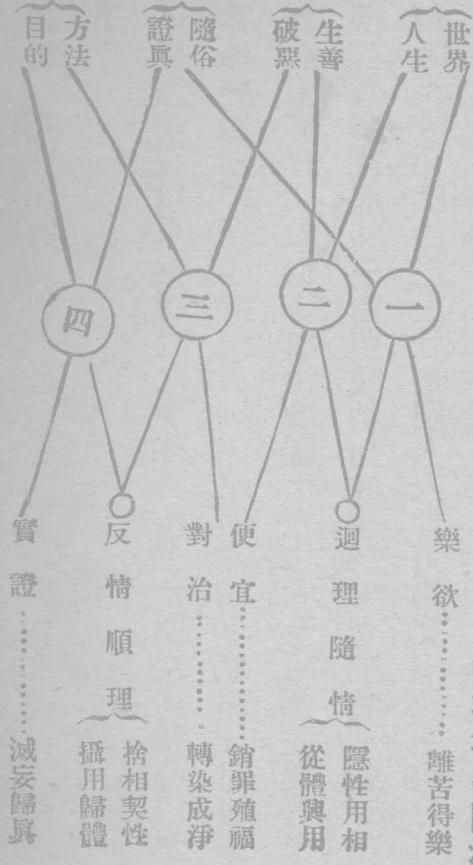 世界
人生
生善
破惡
隨俗
證眞
方法
目的
一
二
三
四
樂欲………離苦得樂
迴理隨情
隱性用相
從體興用
便宜………銷罪殖福
對治………轉染成淨
反情順理
捨相契性
攝用歸體
實證………滅妄歸眞